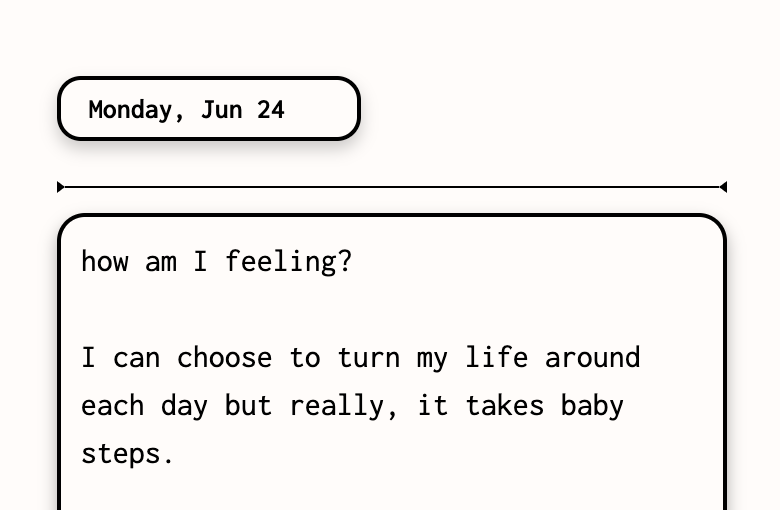 Monday, Jun 24
how am I feeling?
I can choose to turn my life around
each day but really, it takes baby
steps.